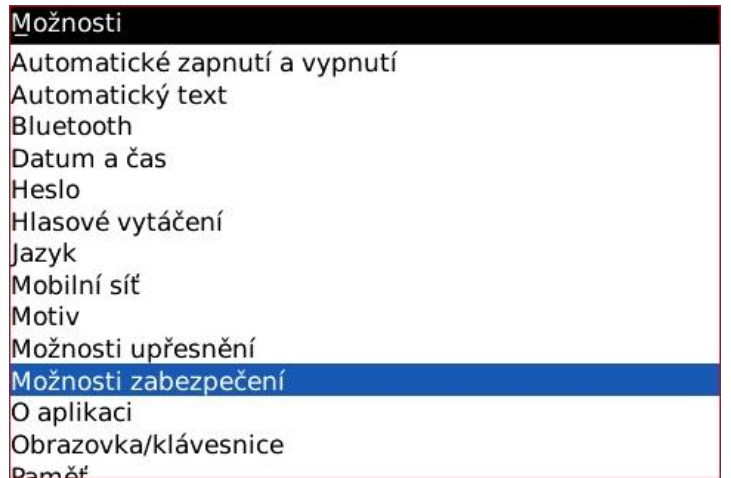 Možnosti
Automatické zapnutí a vypnutí
Automatický text
Bluetooth
Datum a čas
Heslo
Hlasové vytáčení
Jazyk
Mobilní síť
Motiv
Možnosti upřesnění
Možnosti zabezpečení
O aplikaci
Obrazovka/klávesnice
Paměť